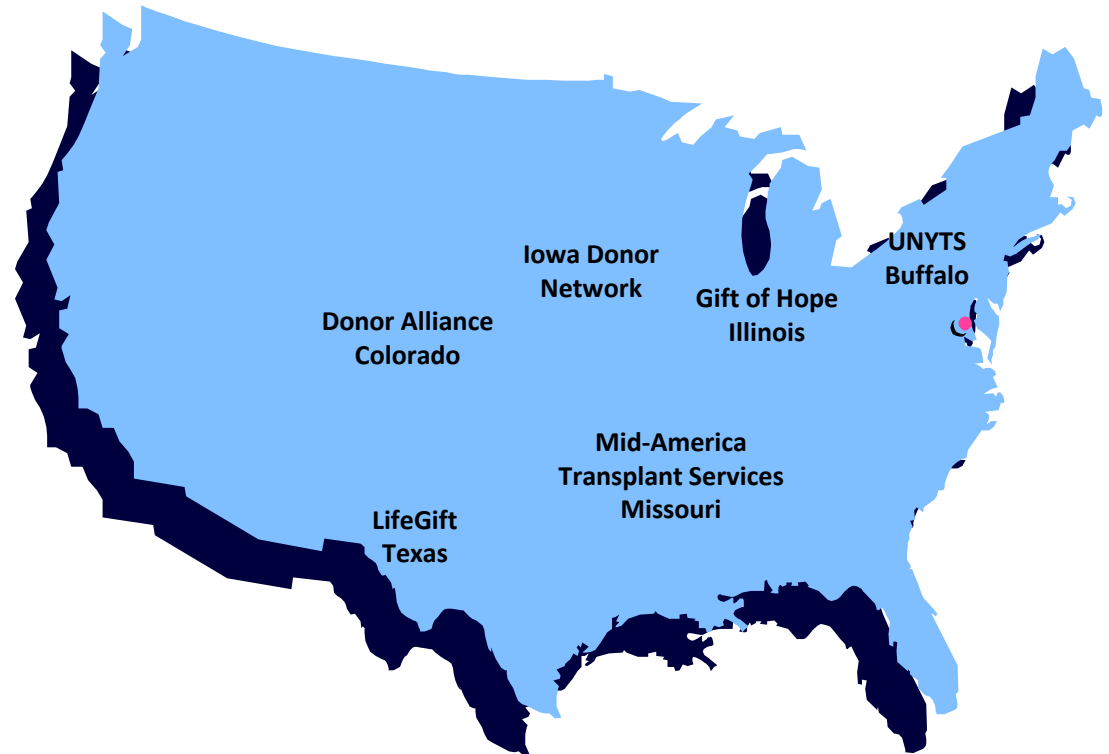 UNYTS
Buffalo
Iowa Donor
Network
Gift of Hope
Illinois
Donor Alliance
Colorado
Mid-America
Transplant Services
Missouri
LifeGift
Texas